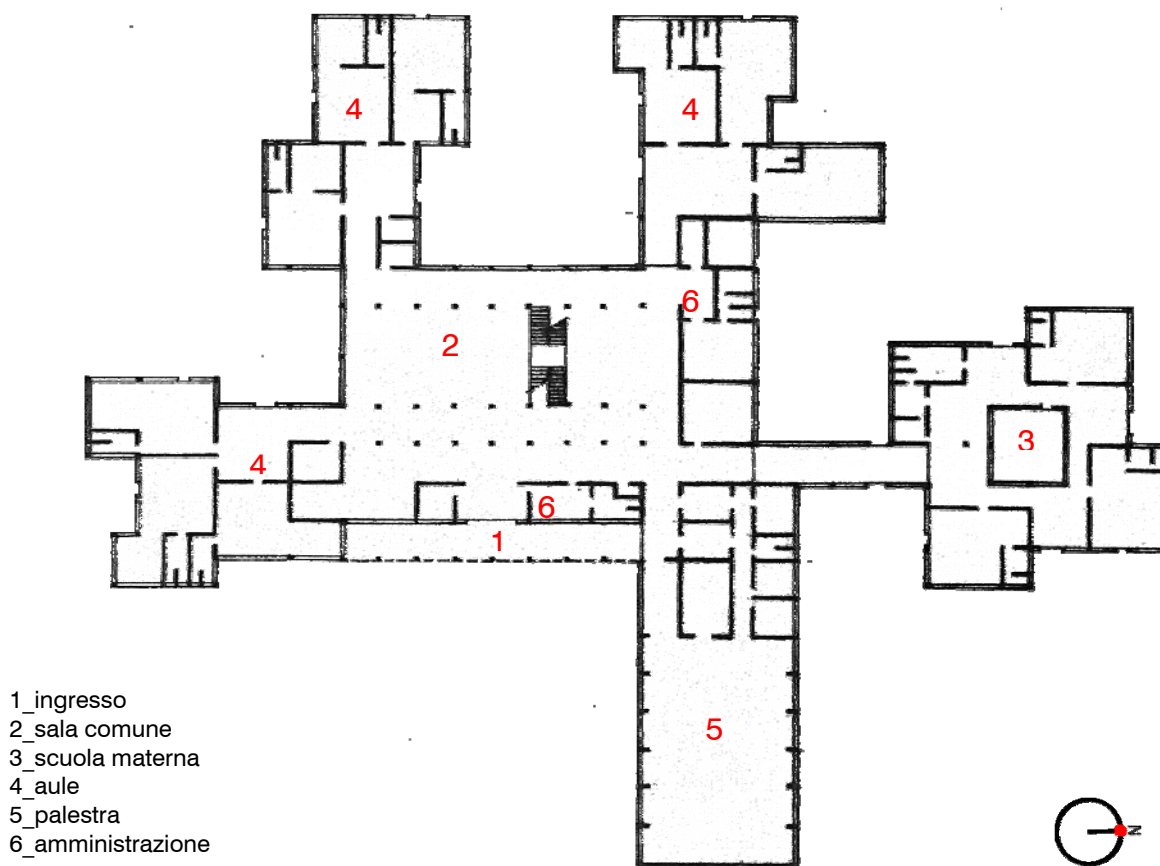 4
4
6
2
3
4
6
1
5
1_ingresso
2_sala comune
3_scuola materna
4_aule
5_palestra
6_amministrazione
N